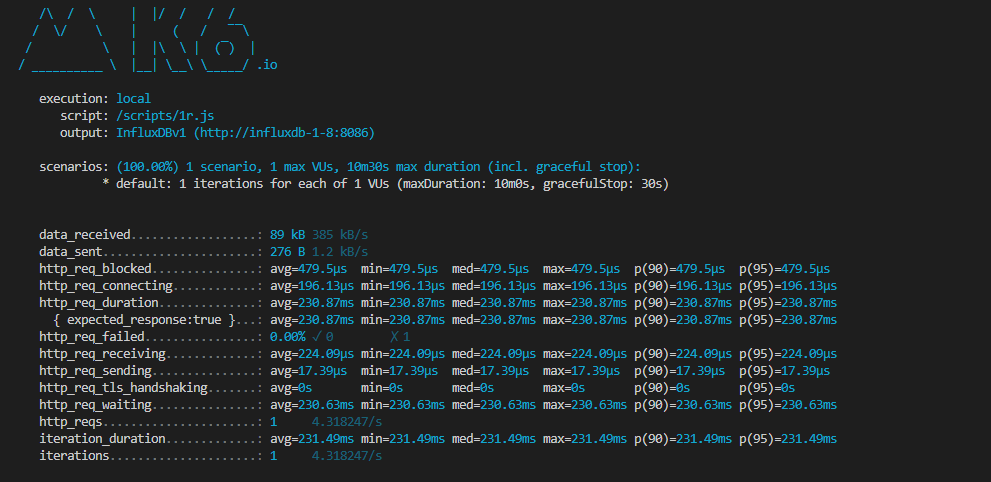 .io
execution: local
script: /scripts/1r.js
output: InfluxDBv1 (http://influxdb-1-8:8086)
scenarios: (100.00%) 1 scenario, 1 max VUs, 10m30s max duration (incl. graceful stop):
* default: 1 iterations for each of 1 VUs (maxDuration: 10m0s, gracefulStop: 30s)
data_received..................: 89 kB 385 kB/s
data_sent......................: 276 B 1.2 kB/s
http_req_blocked...............: avg=479.5µs min=479.5µs med=479.5µs max=479.5µs p(90)=479.5µs p(95)=479.5µs
http_req_connecting............: avg=196.13µs min=196.13µs med=196.13µs max=196.13µs p(90)=196.13µs p(95)=196.13µs
http_req_duration..............: avg=230.87ms min=230.87ms med=230.87ms max=230.87ms p(90)=230.87ms p(95)=230.87ms
{ expected_response:true }...: avg=230.87ms min=230.87ms med=230.87ms max=230.87ms p(90)=230.87ms p(95)=230.87ms
http_req_failed................: 0.00% ✓ 0 ✗ 1
http_req_receiving.............: avg=224.09µs min=224.09µs med=224.09µs max=224.09µs p(90)=224.09µs p(95)=224.09µs
http_req_sending...............: avg=17.39µs min=17.39µs med=17.39µs max=17.39µs p(90)=17.39µs p(95)=17.39µs
http_req_tls_handshaking.......: avg=0s min=0s med=0s max=0s p(90)=0s p(95)=0s
http_req_waiting...............: avg=230.63ms min=230.63ms med=230.63ms max=230.63ms p(90)=230.63ms p(95)=230.63ms
http_reqs......................: 1 4.318247/s
iteration_duration.............: avg=231.49ms min=231.49ms med=231.49ms max=231.49ms p(90)=231.49ms p(95)=231.49ms
iterations.....................: 1 4.318247/s